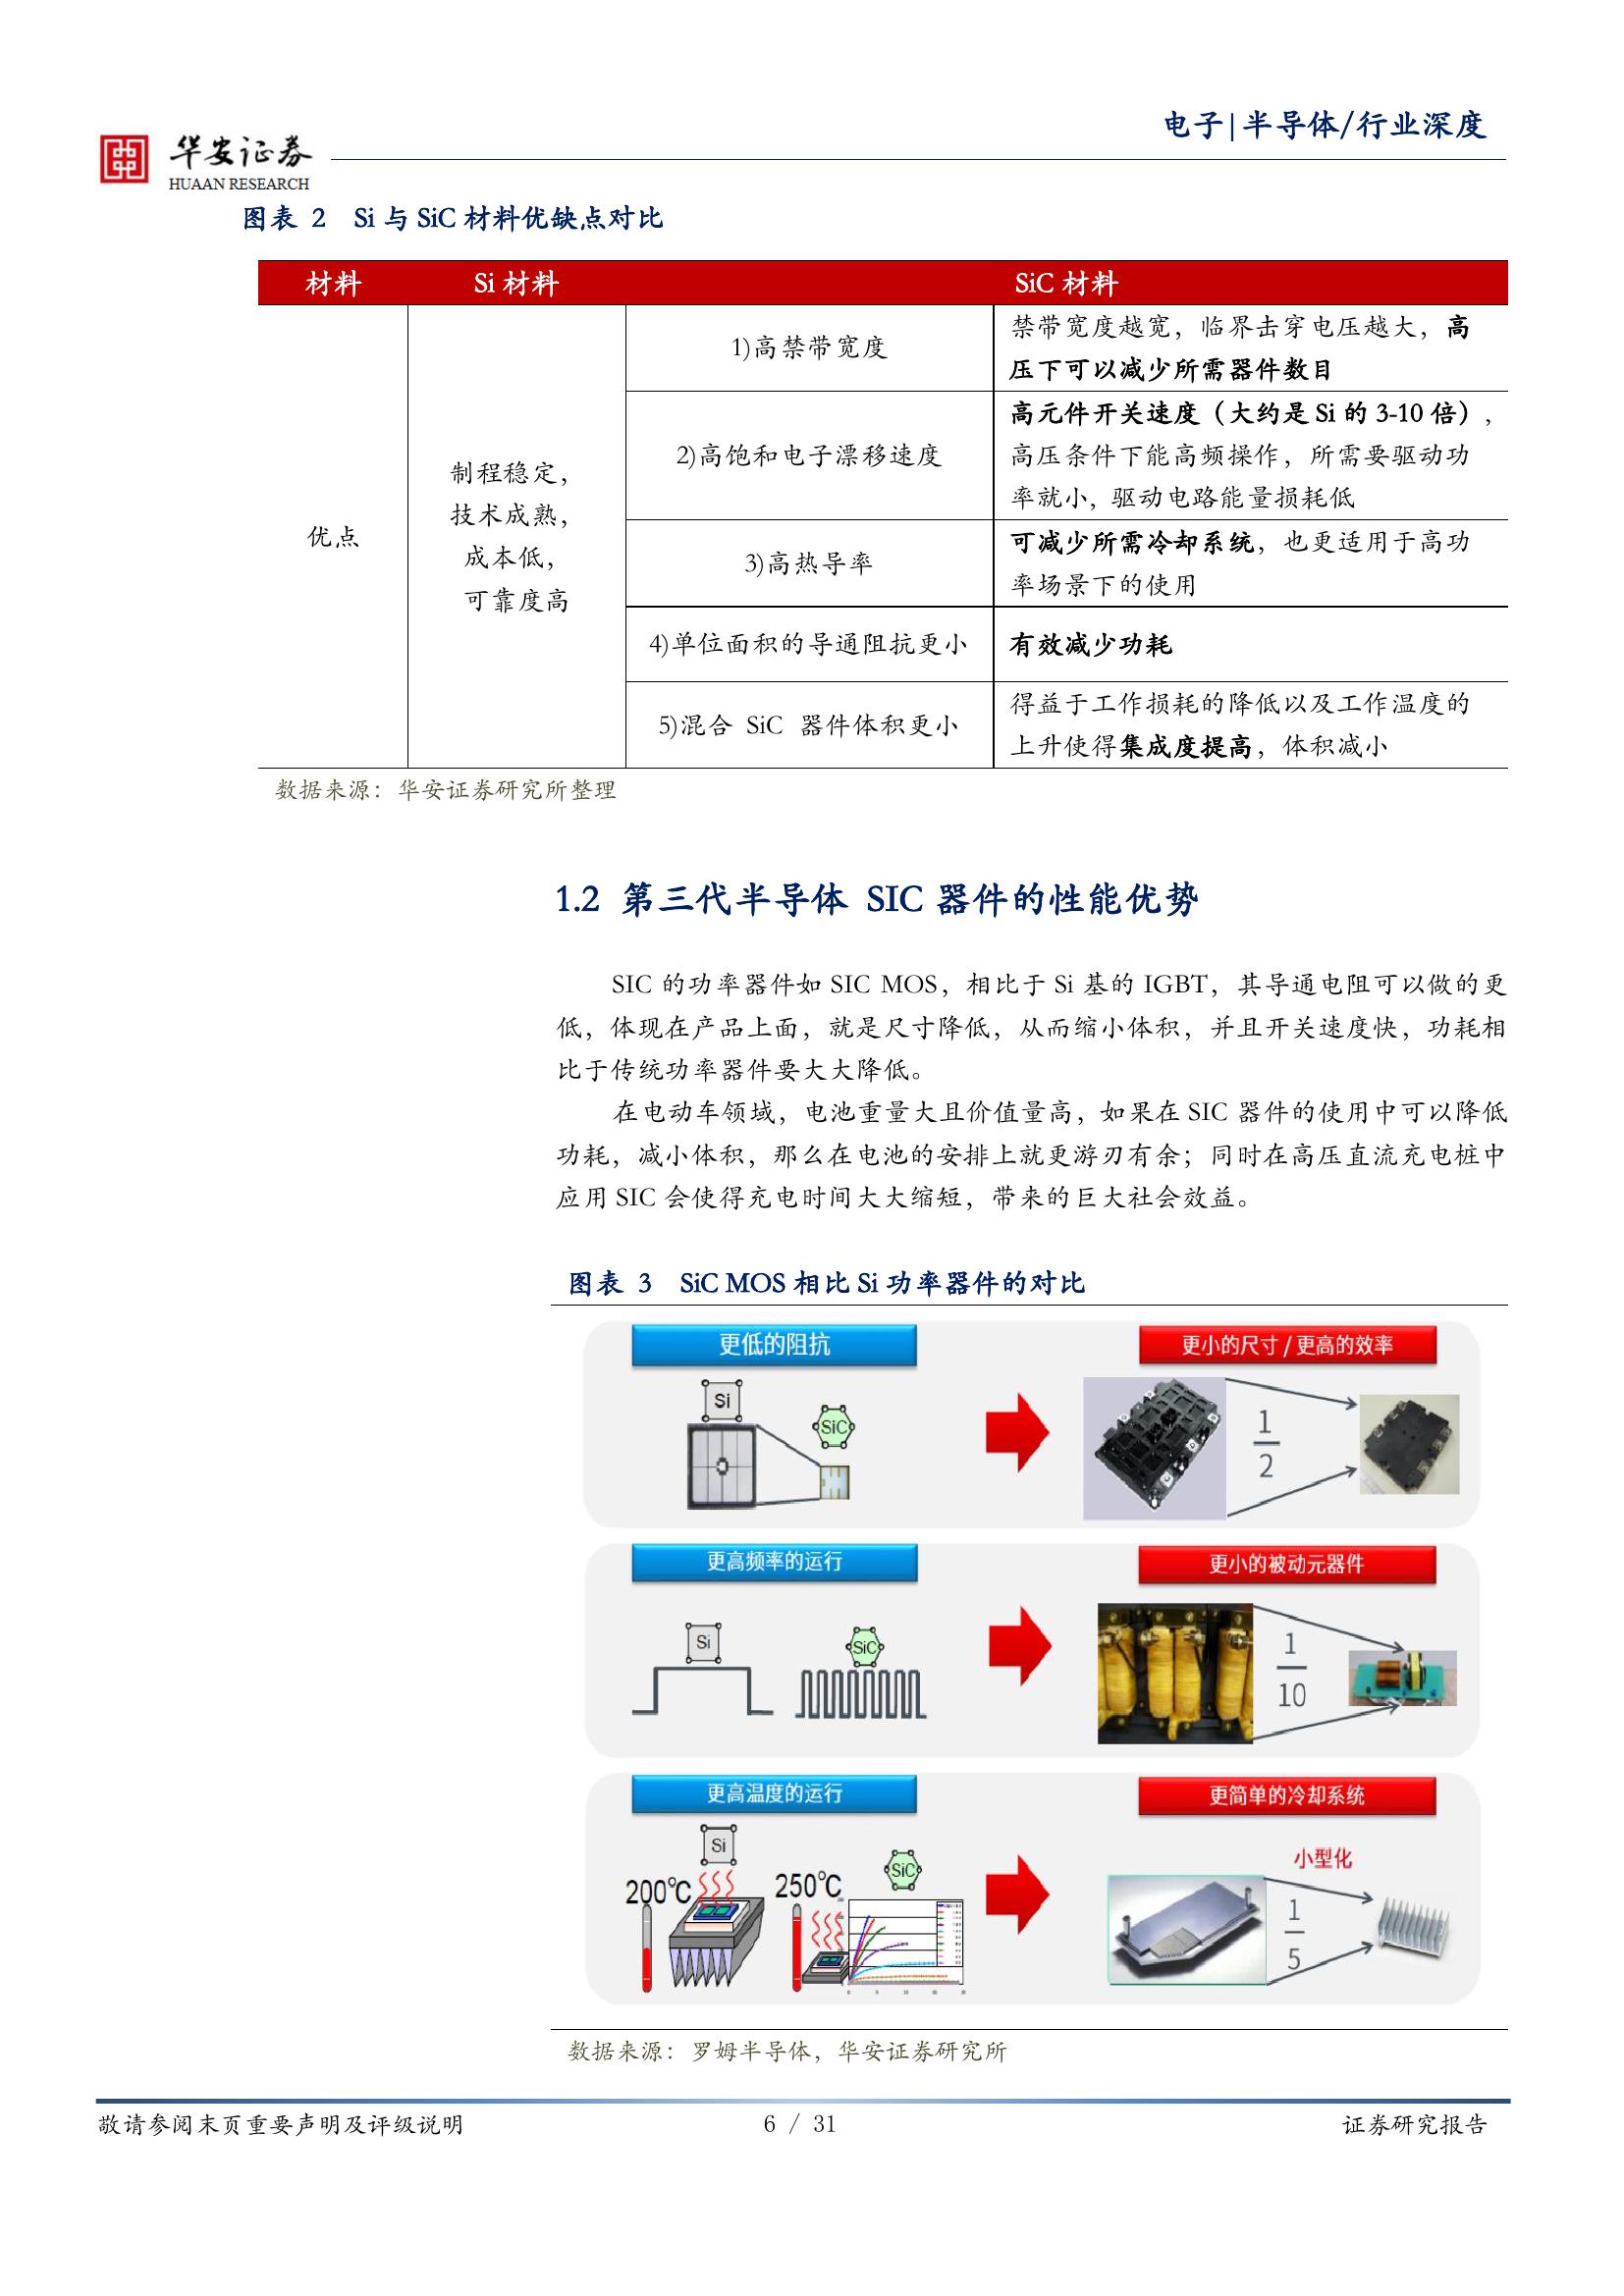 电子|半导体/行业深度
华安证券
HUAAN RESEARCH
图表 2 Si 与 SiC 材料优缺点对比
材料 Si 材料 SiC 材料
优点
制程稳定，
技术成熟，
成本低，
可靠度高
1)高禁带宽度
禁带宽度越宽，临界击穿电压越大，高
压下可以减少所需器件数目
2)高饱和电子漂移速度
高元件开关速度（大约是 Si 的 3-10 倍），
高压条件下能高频操作，所需要驱动功
率就小，驱动电路能量损耗低
3)高热导率
可减少所需冷却系统，也更适用于高功
率场景下的使用
4)单位面积的导通阻抗更小
有效减少功耗
5)混合 SiC 器件体积更小
得益于工作损耗的降低以及工作温度的
上升使得集成度提高，体积减小
数据来源：华安证券研究所整理
1.2 第三代半导体 SIC 器件的性能优势
SIC 的功率器件如 SIC MOS，相比于 Si 基的 IGBT，其导通电阻可以做的更
低，体现在产品上面，就是尺寸降低，从而缩小体积，并且开关速度快，功耗相
比于传统功率器件要大大降低。
在电动车领域，电池重量大且价值量高，如果在 SIC 器件的使用中可以降低
功耗，减小体积，那么在电池的安排上就更游刃有余；同时在高压直流充电桩中
应用 SIC 会使得充电时间大大缩短，带来的巨大社会效益。
图表 3 SiC MOS 相比 Si 功率器件的对比
更低的阻抗
更小的尺寸 / 更高的效率
Si
SiC
1
2
更高频率的运行
更小的被动元器件
Si
SiC
1
10
更高温度的运行
更简单的冷却系统
Si
SiC
200℃
250℃
小型化
1
5
数据来源：罗姆半导体，华安证券研究所
敬请参阅末页重要声明及评级说明
6 / 31
证券研究报告